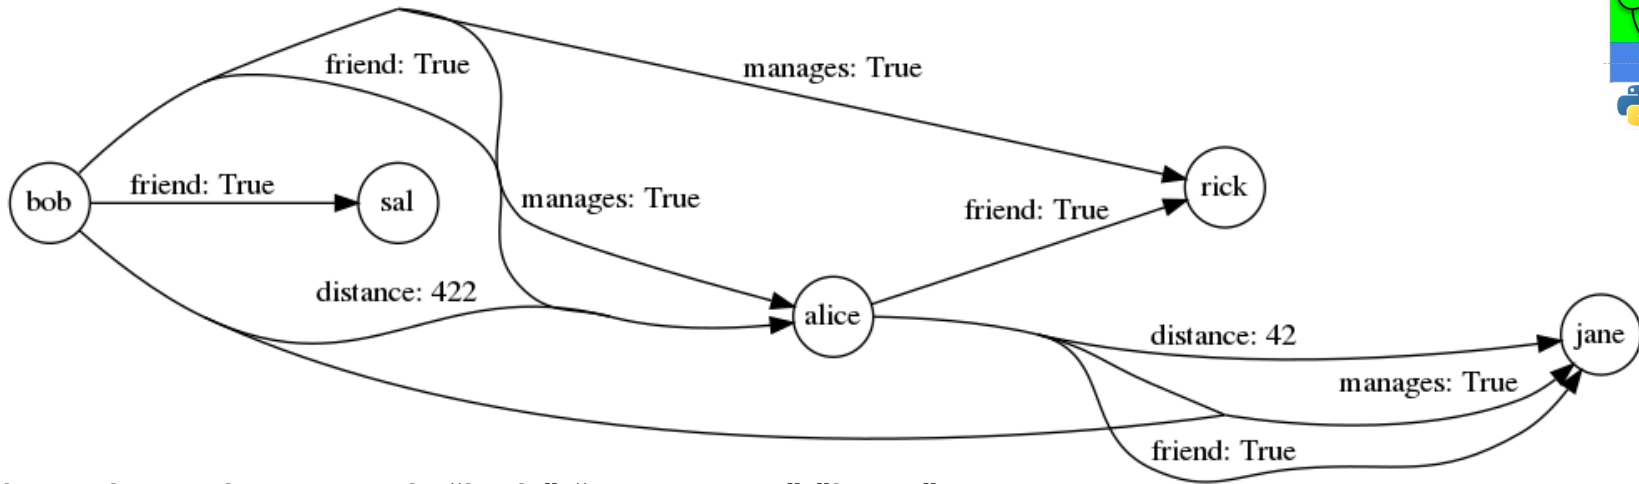 friend: True
manages: True
bob
friend: True
sal
manages: True
rick
friend: True
distance: 422
alice
distance: 42
jane
manages: True
friend: True